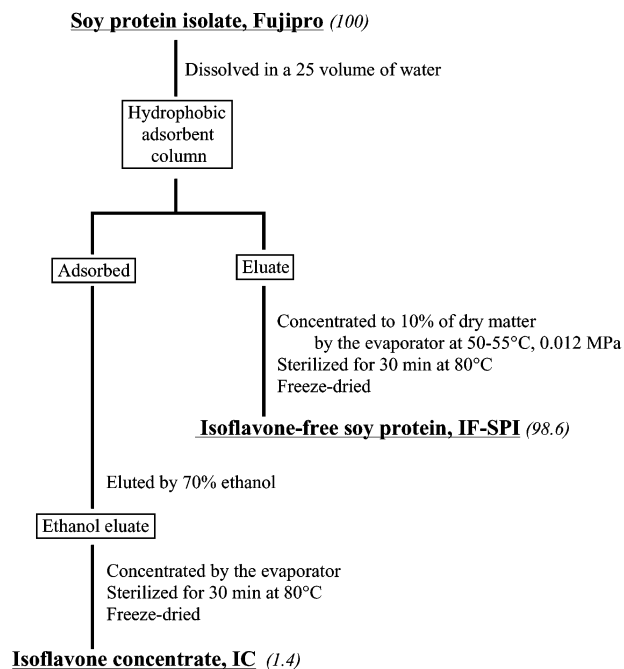 Soy protein isolate, Fujipro (100)
Dissolved in a 25 volume of water
Hydrophobic
adsorbent
column
Adsorbed
Eluate
Concentrated to 10% of dry matter
by the evaporator at 50-55°C, 0.012 MPa
Sterilized for 30 min at 80°C
Freeze-dried
Isoflavone-free soy protein, IF-SPI (98.6)
Eluted by 70% ethanol
Ethanol eluate
Concentrated by the evaporator
Sterilized for 30 min at 80°C
Freeze-dried
Isoflavone concentrate, IC (1.4)